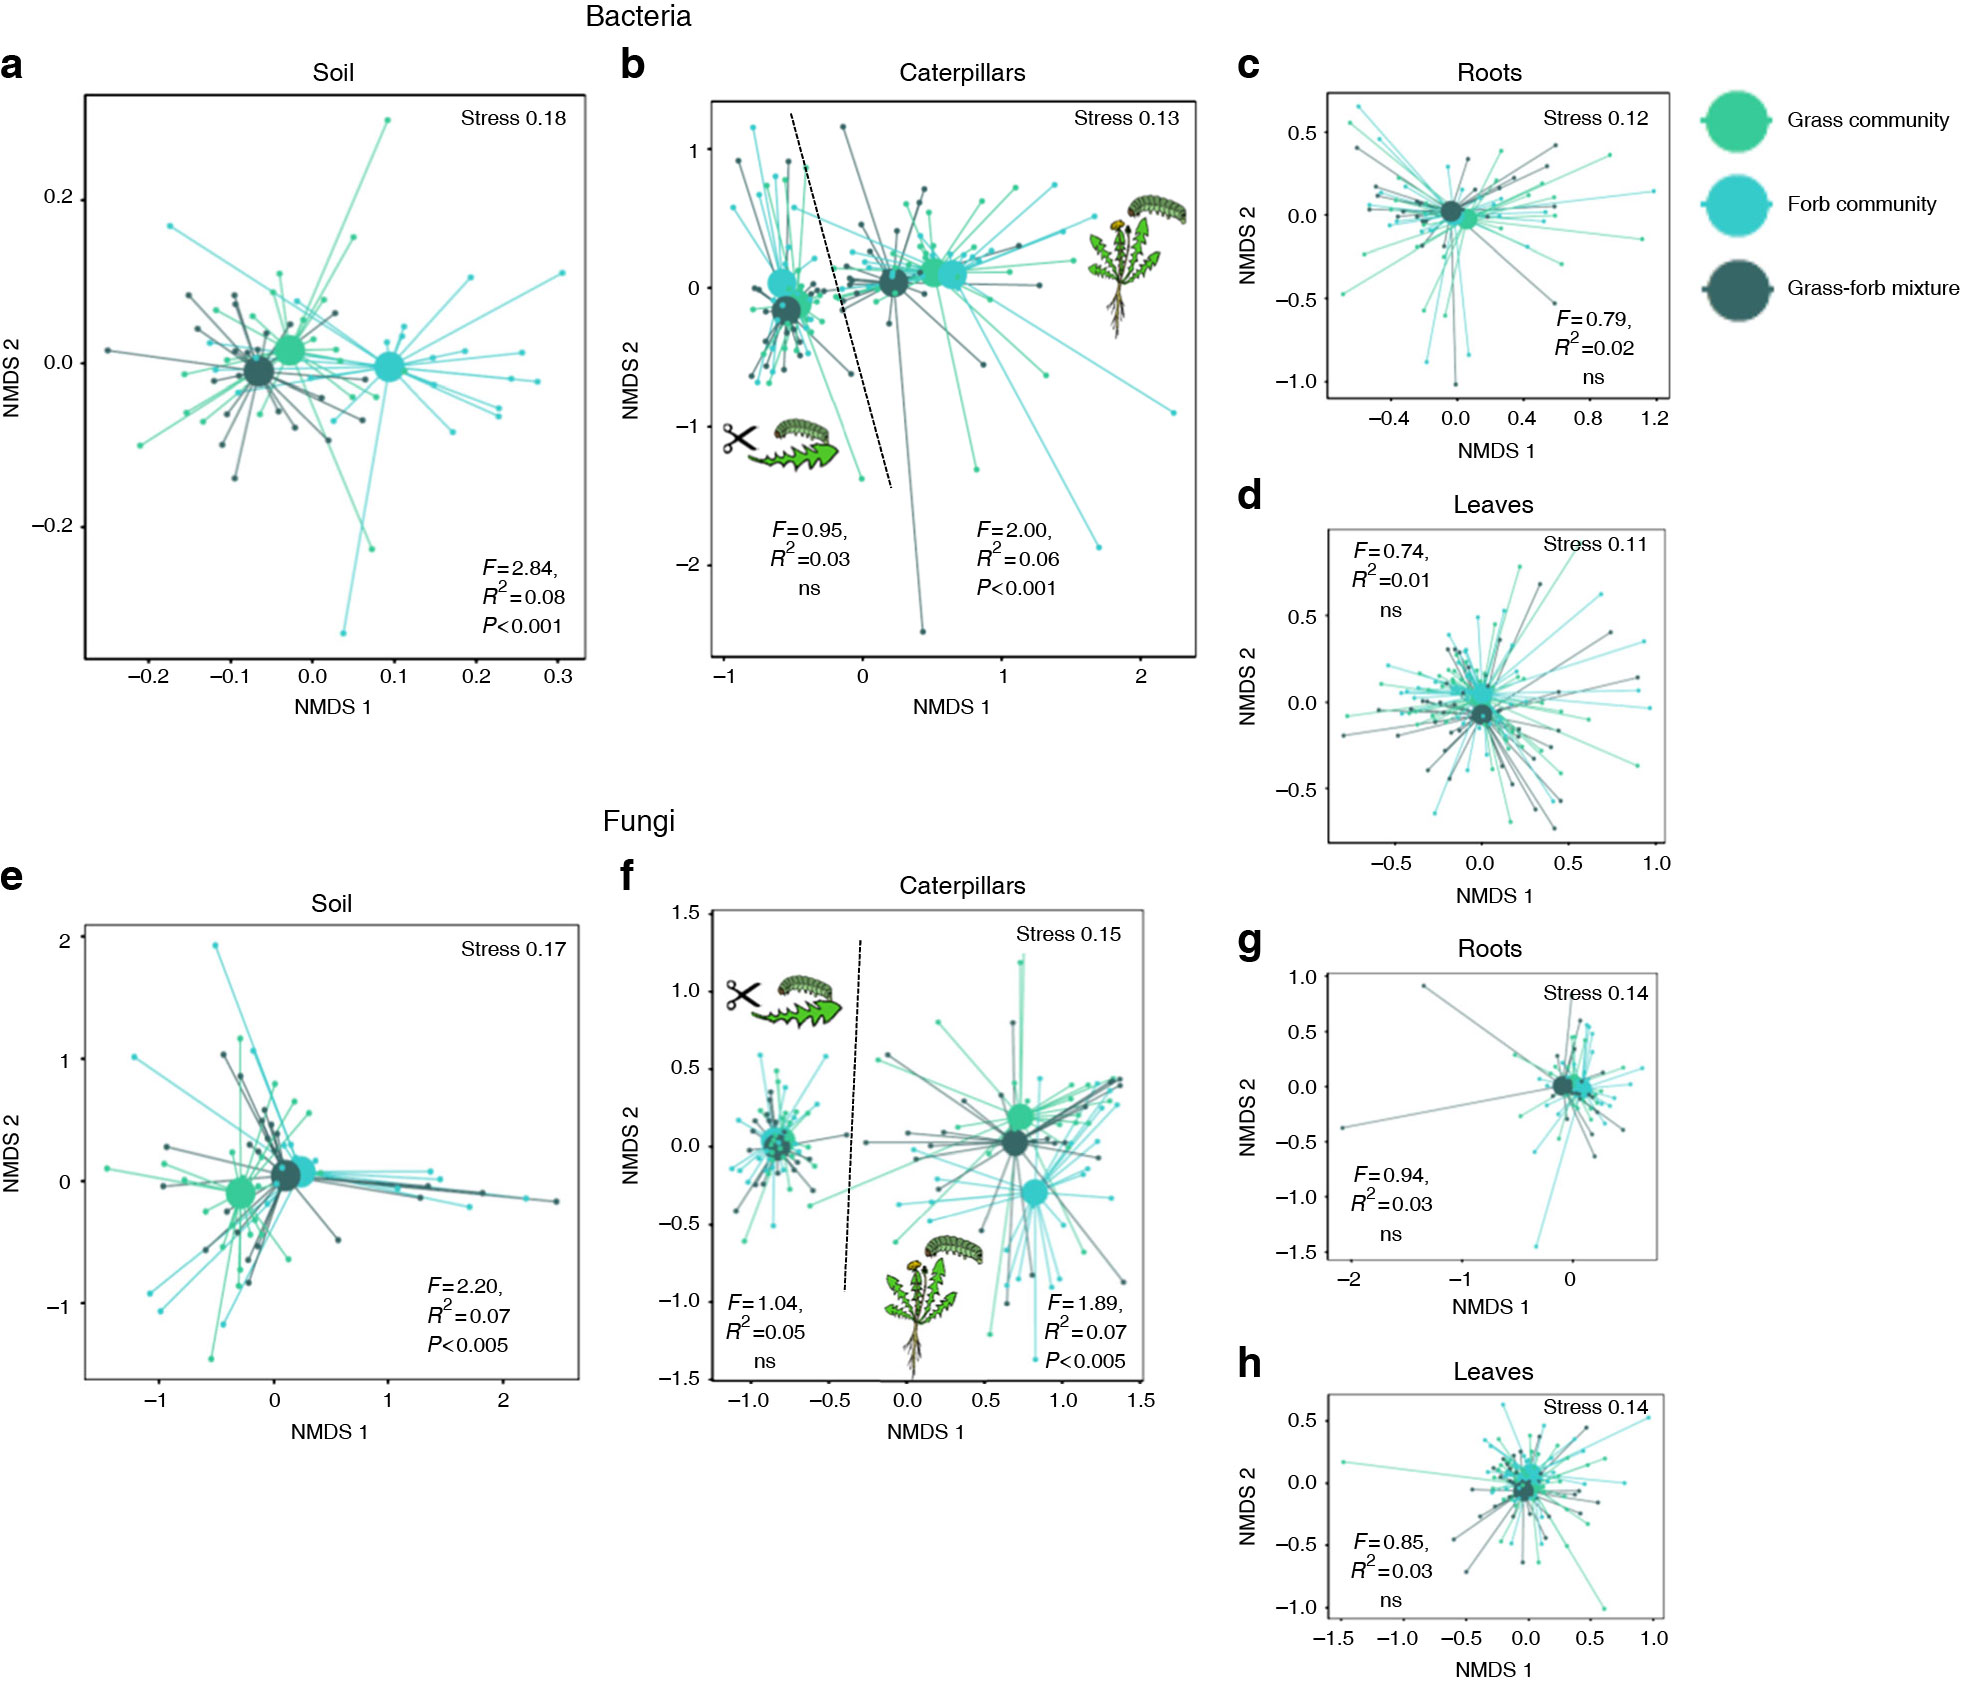 Bacteria
a
Soil
Stress 0.18
0.2
0.0
−0.2
NMDS 2
F=2.84,
R2=0.08
P<0.001
−0.2 −0.1 0.0 0.1 0.2 0.3
NMDS 1
b
Caterpillars
Stress 0.13
1
0
−1
−2
NMDS 2
F=0.95,
R2=0.03
ns
F=2.00,
R2=0.06
P<0.001
−1 0 1 2
NMDS 1
c
Roots
Stress 0.12
0.5
0.0
−0.5
−1.0
NMDS 2
F=0.79,
R2=0.02
ns
−0.4 0.0 0.4 0.8 1.2
NMDS 1
Grass community
Forb community
Grass-forb mixture
d
Leaves
Stress 0.11
F=0.74,
R2=0.01
ns
0.5
0.0
−0.5
NMDS 2
−0.5 0.0 0.5 1.0
NMDS 1
Fungi
e
Soil
Stress 0.17
2
1
0
−1
NMDS 2
F=2.20,
R2=0.07
P<0.005
−1 0 1 2
NMDS 1
f
Caterpillars
Stress 0.15
1.5
1.0
0.5
0.0
−0.5
−1.0
−1.5
NMDS 2
F=1.04,
R2=0.05
ns
F=1.89,
R2=0.07
P<0.005
−1.0 −0.5 0.0 0.5 1.0 1.5
NMDS 1
g
Roots
Stress 0.14
1.0
0.5
0.0
−0.5
−1.0
−1.5
NMDS 2
F=0.94,
R2=0.03
ns
−2 −1 0
NMDS 1
h
Leaves
Stress 0.14
0.5
0.0
−0.5
−1.0
NMDS 2
F=0.85,
R2=0.03
ns
−1.5 −1.0 −0.5 0.0 0.5 1.0
NMDS 1